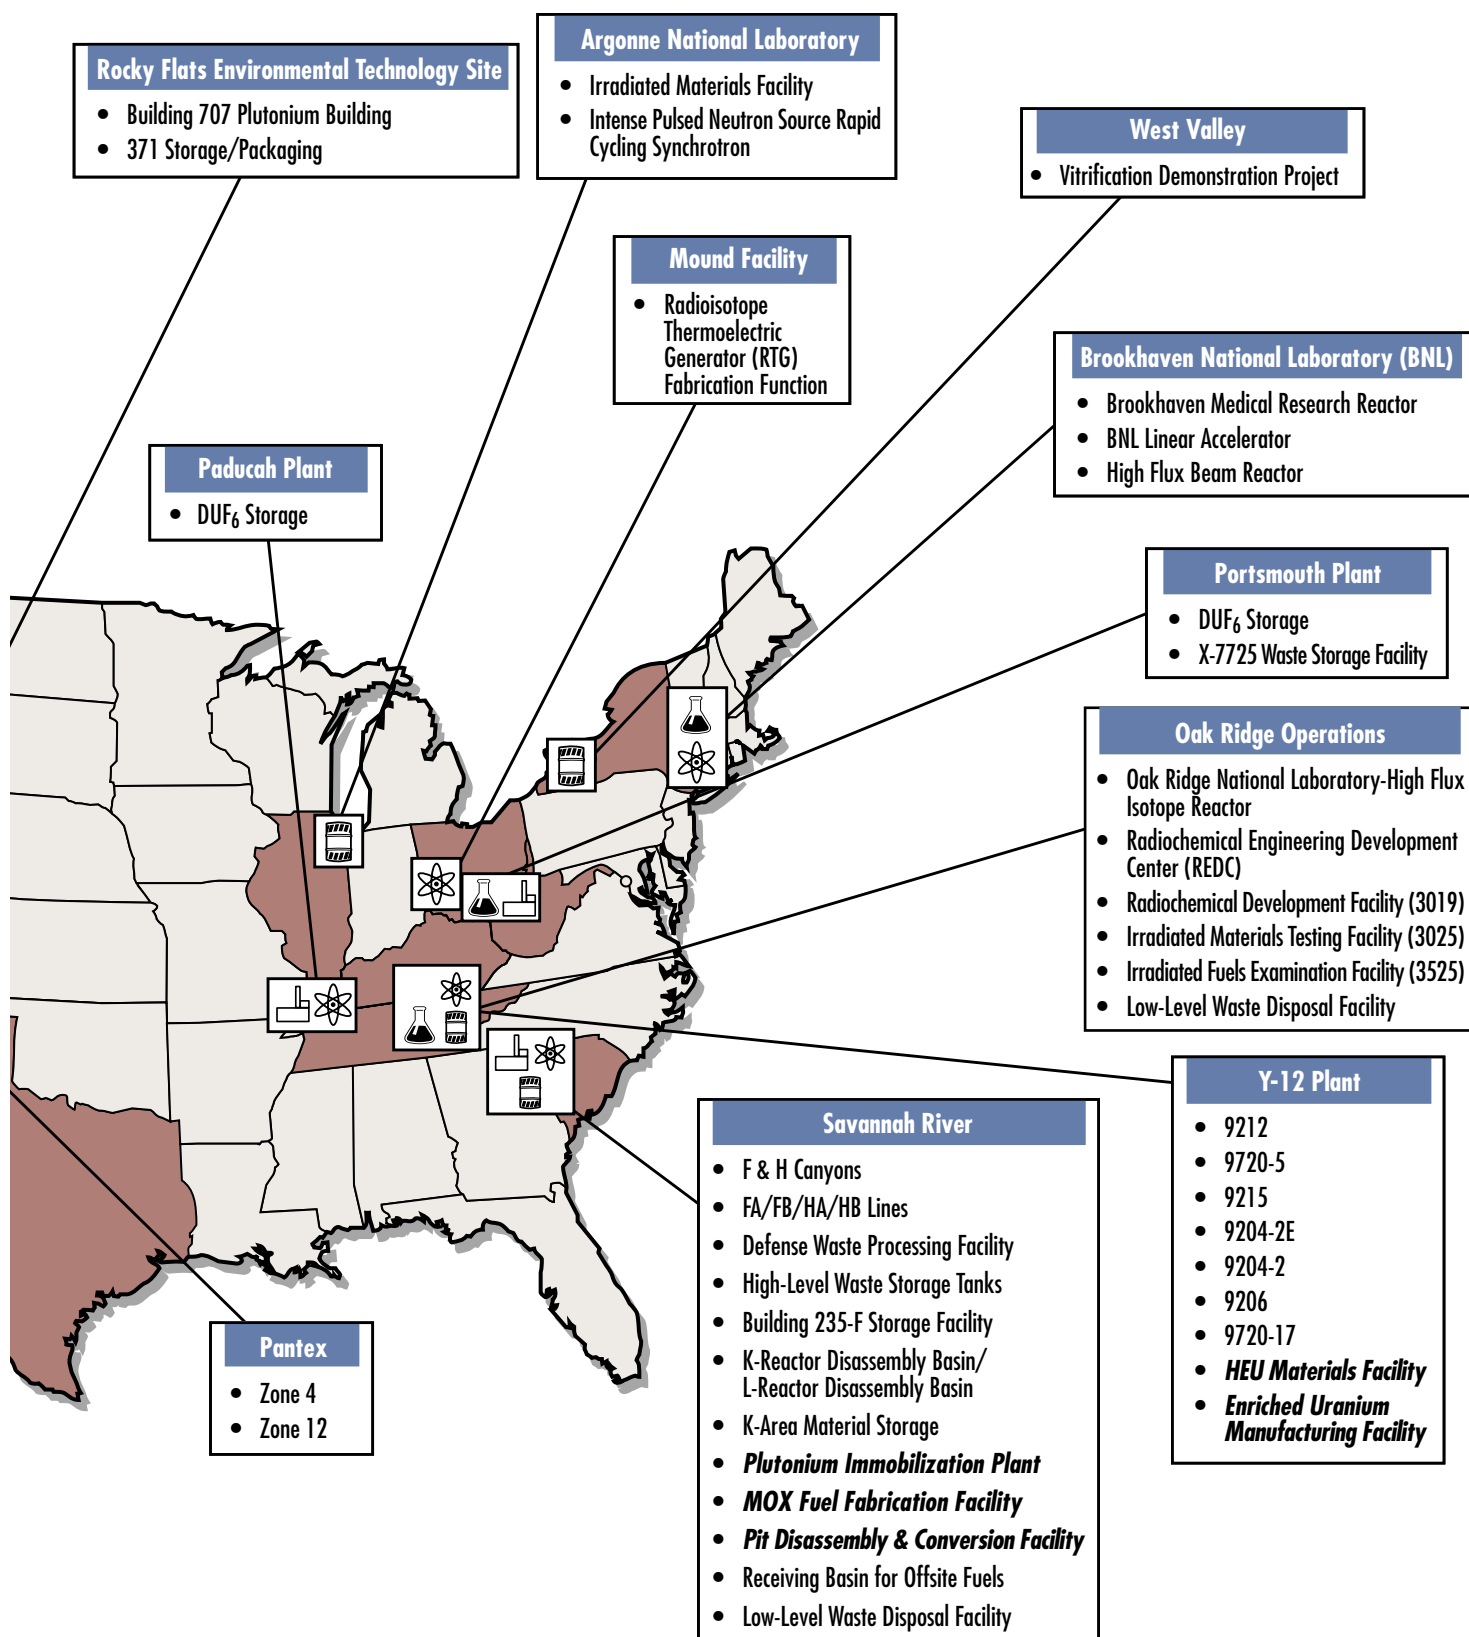 Rocky Flats Environmental Technology Site
• Building 707 Plutonium Building
• 371 Storage/Packaging
Argonne National Laboratory
• Irradiated Materials Facility
• Intense Pulsed Neutron Source Rapid
Cycling Synchrotron
West Valley
• Vitrification Demonstration Project
Mound Facility
• Radioisotope
Thermoelectric
Generator (RTG)
Fabrication Function
Brookhaven National Laboratory (BNL)
• Brookhaven Medical Research Reactor
• BNL Linear Accelerator
• High Flux Beam Reactor
Paducah Plant
• DUF₆ Storage
Portsmouth Plant
• DUF₆ Storage
• X-7725 Waste Storage Facility
Oak Ridge Operations
• Oak Ridge National Laboratory-High Flux
Isotope Reactor
• Radiochemical Engineering Development
Center (REDC)
• Radiochemical Development Facility (3019)
• Irradiated Materials Testing Facility (3025)
• Irradiated Fuels Examination Facility (3525)
• Low-Level Waste Disposal Facility
Y-12 Plant
• 9212
• 9720-5
• 9215
• 9204-2E
• 9204-2
• 9206
• 9720-17
• HEU Materials Facility
• Enriched Uranium
Manufacturing Facility
Savannah River
• F & H Canyons
• FA/FB/HA/HB Lines
• Defense Waste Processing Facility
• High-Level Waste Storage Tanks
• Building 235-F Storage Facility
• K-Reactor Disassembly Basin/
L-Reactor Disassembly Basin
• K-Area Material Storage
• Plutonium Immobilization Plant
• MOX Fuel Fabrication Facility
• Pit Disassembly & Conversion Facility
• Receiving Basin for Offsite Fuels
• Low-Level Waste Disposal Facility
Pantex
• Zone 4
• Zone 12